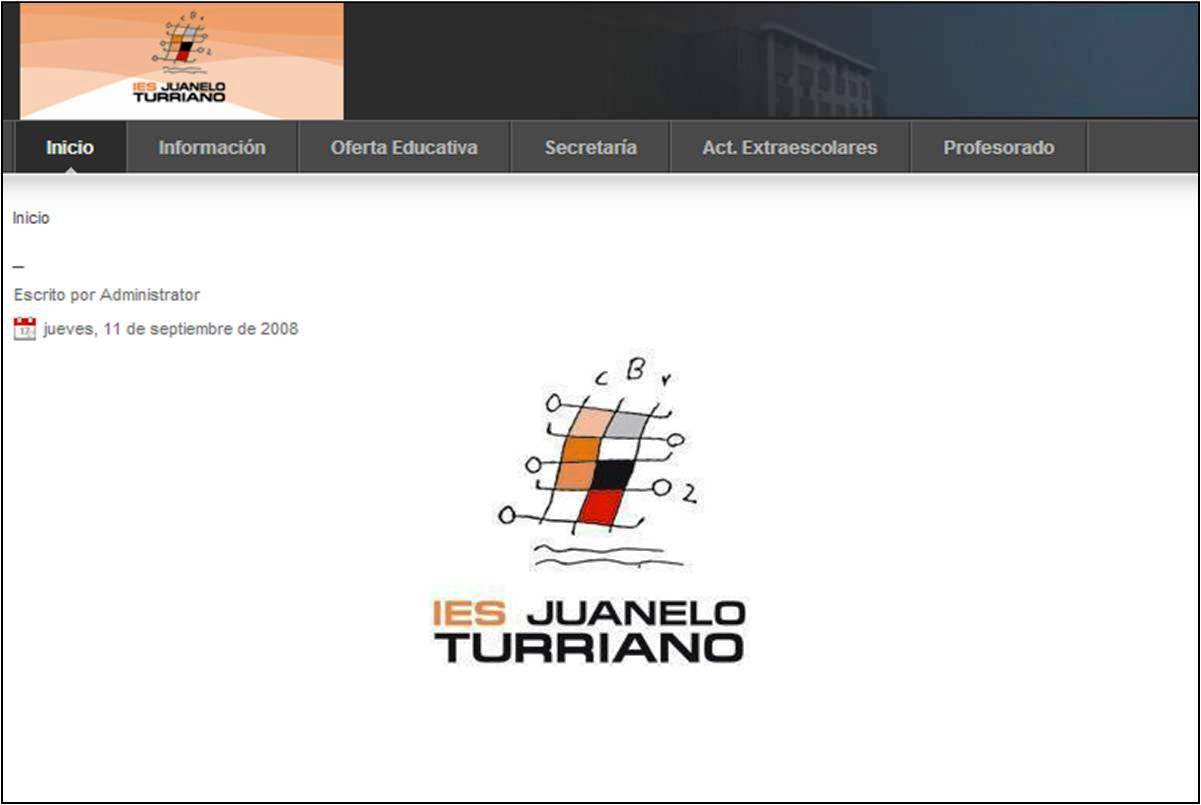 IES JUANELO
TURRIANO
Inicio Información Oferta Educativa Secretaría Act. Extraescolares Profesorado
Inicio
_
Escrito por Administrator
jueves, 11 de septiembre de 2008
C B v
2
IES JUANELO
TURRIANO